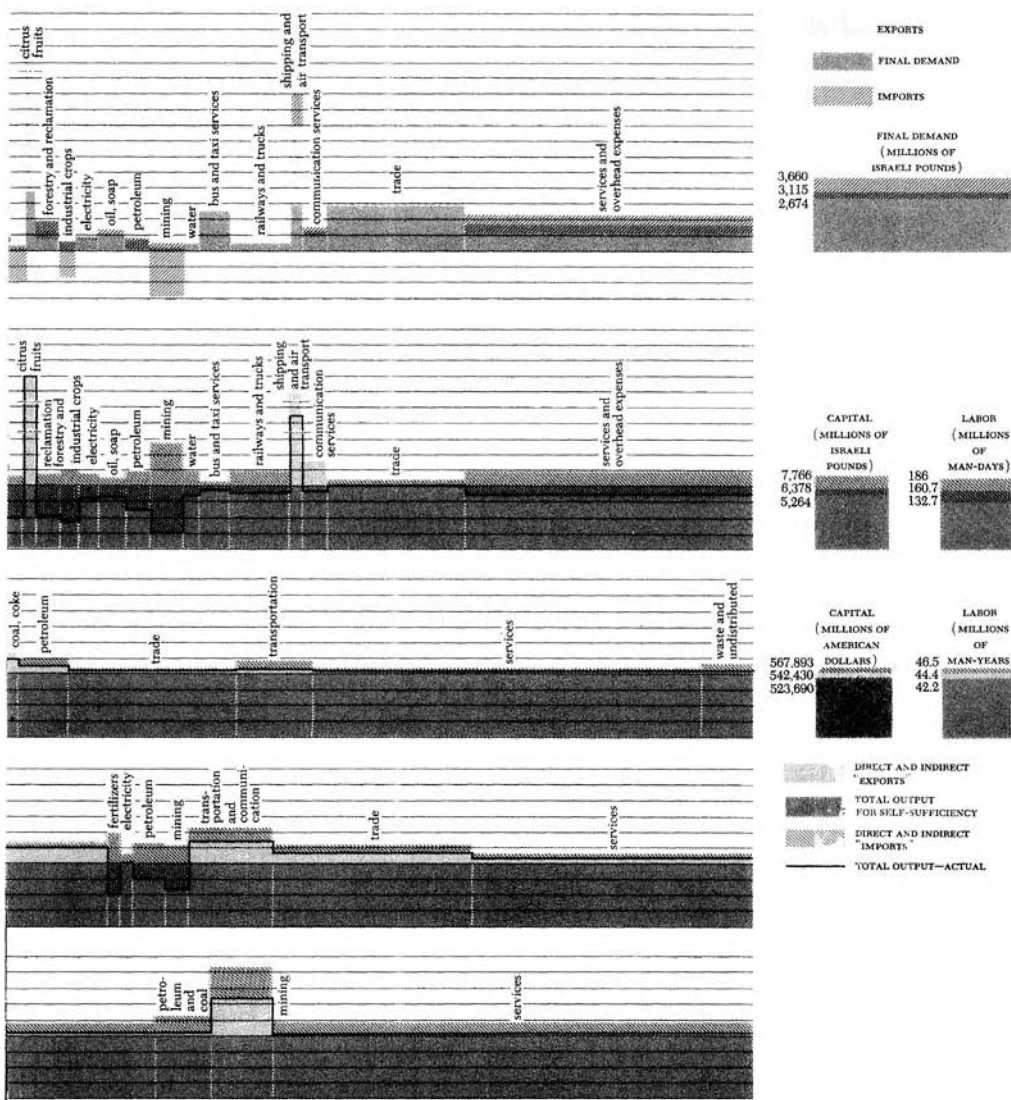 citrus
fruits
forestry and reclamation
industrial crops
electricity
oil, soap
petroleum
mining
water
bus and taxi services
railways and trucks
shipping and
air transport
communication services
trade
services and
overhead expenses
EXPORTS
FINAL DEMAND
IMPORTS
FINAL DEMAND
(MILLIONS OF
ISRAELI POUNDS)
3,660
3,115
2,674
citrus
fruits
reclamation
forestry and
industrial crops
electricity
oil, soap
petroleum
mining
water
bus and taxi services
railways and trucks
shipping
and air
transport
communication
services
trade
services and
overhead expenses
CAPITAL
(MILLIONS OF
ISRAELI
POUNDS)
7,766
6,378
5,264
LABOR
(MILLIONS
OF
MAN-DAYS)
186
160.7
132.7
coal, coke
petroleum
trade
transportation
services
waste and
undistributed
CAPITAL
(MILLIONS OF
AMERICAN
DOLLARS)
567,893
542,430
523,690
LABOR
(MILLIONS
OF
MAN-YEARS
46.5
44.4
42.2
fertilizers
electricity
petroleum
mining
trans-
portation
and communi-
cation
trade
services
DIRECT AND INDIRECT
"EXPORTS"
TOTAL OUTPUT
FOR SELF-SUFFICIENCY
DIRECT AND INDIRECT
"IMPORTS"
TOTAL OUTPUT—ACTUAL
petro-
leum
and
coal
mining
services